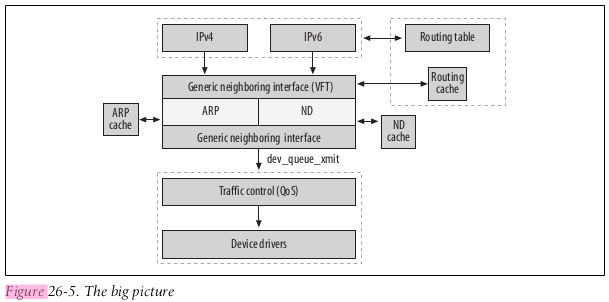 IPv4
IPv6
Routing table
Generic neighboring interface (VFT)
Routing
cache
ARP
cache
ARP
ND
ND
cache
Generic neighboring interface
dev_queue_xmit
Traffic control (QoS)
Device drivers
Figure 26-5. The big picture